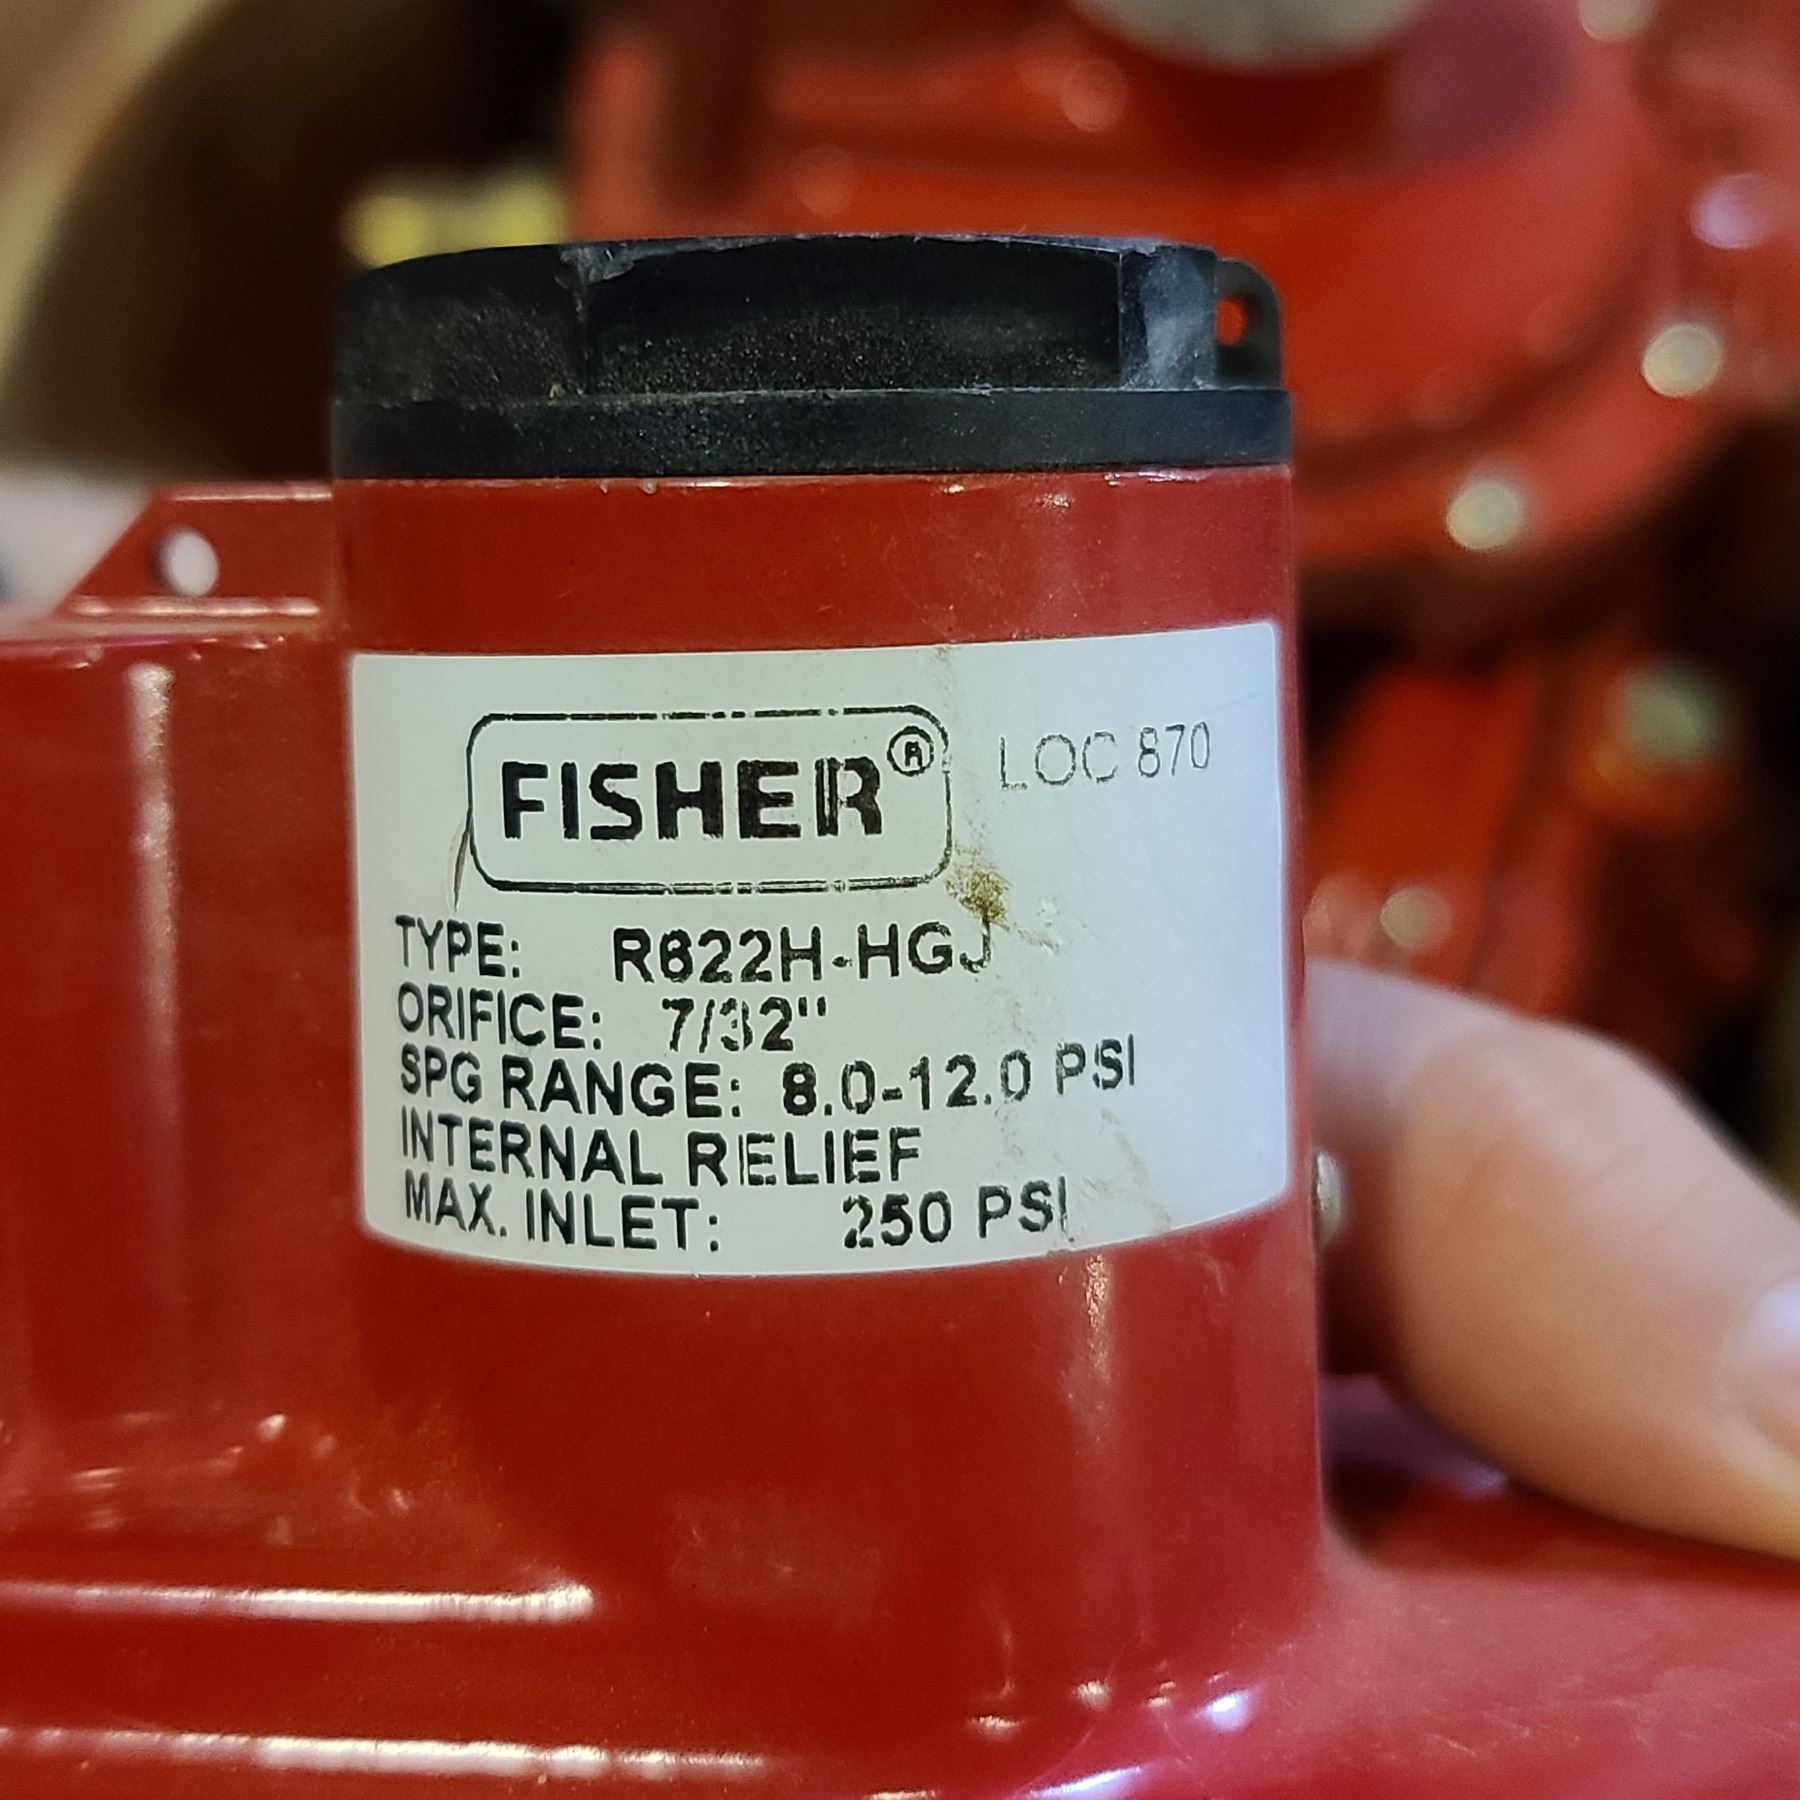 FISHER® LOC 870
TYPE: R622H-HGJ
ORIFICE: 7/32"
SPG RANGE: 8.0-12.0 PSI
INTERNAL RELIEF
MAX. INLET: 250 PSI